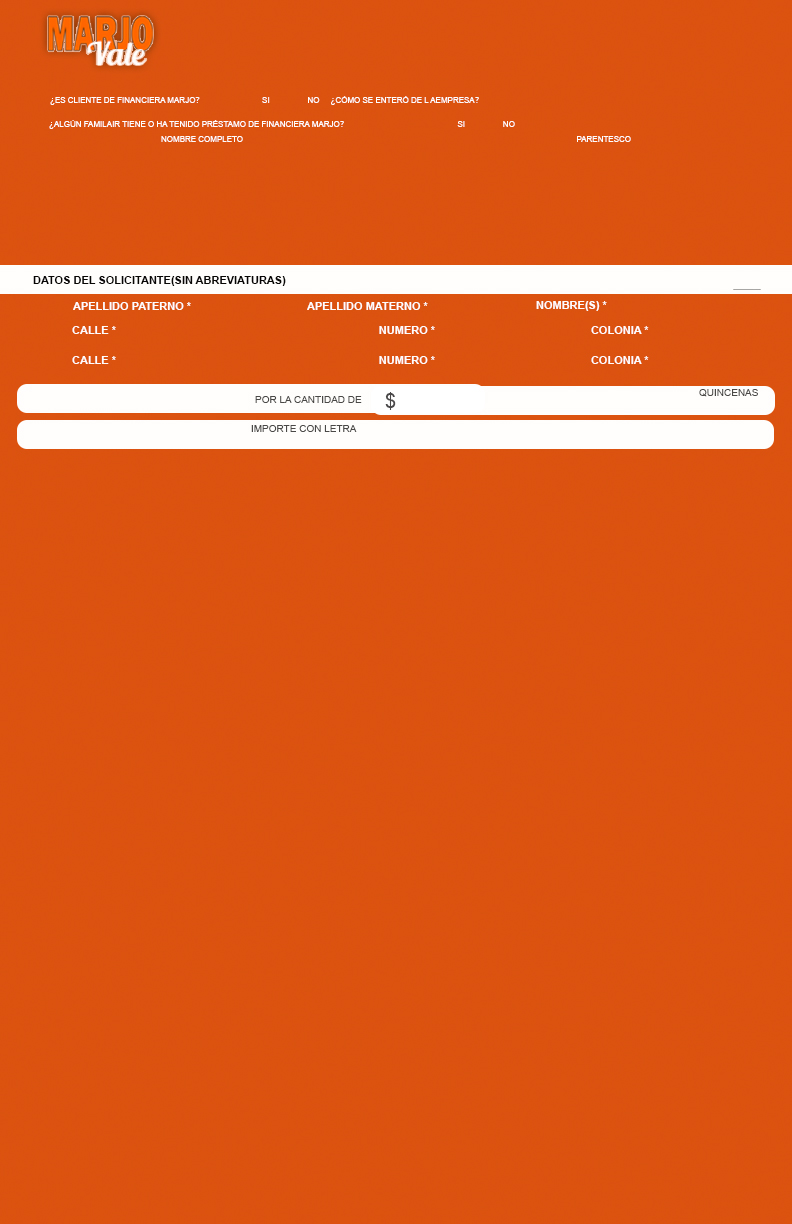 MARJO
Vale
¿ES CLIENTE DE FINANCIERA MARJO? SI NO ¿CÓMO SE ENTERÓ DE L AEMPRESA?
¿ALGÚN FAMILAIR TIENE O HA TENIDO PRÉSTAMO DE FINANCIERA MARJO? SI NO
NOMBRE COMPLETO PARENTESCO
DATOS DEL SOLICITANTE(SIN ABREVIATURAS)
APELLIDO PATERNO * APELLIDO MATERNO * NOMBRE(S) *
CALLE * NUMERO * COLONIA *
CALLE * NUMERO * COLONIA *
POR LA CANTIDAD DE $ QUINCENAS
IMPORTE CON LETRA